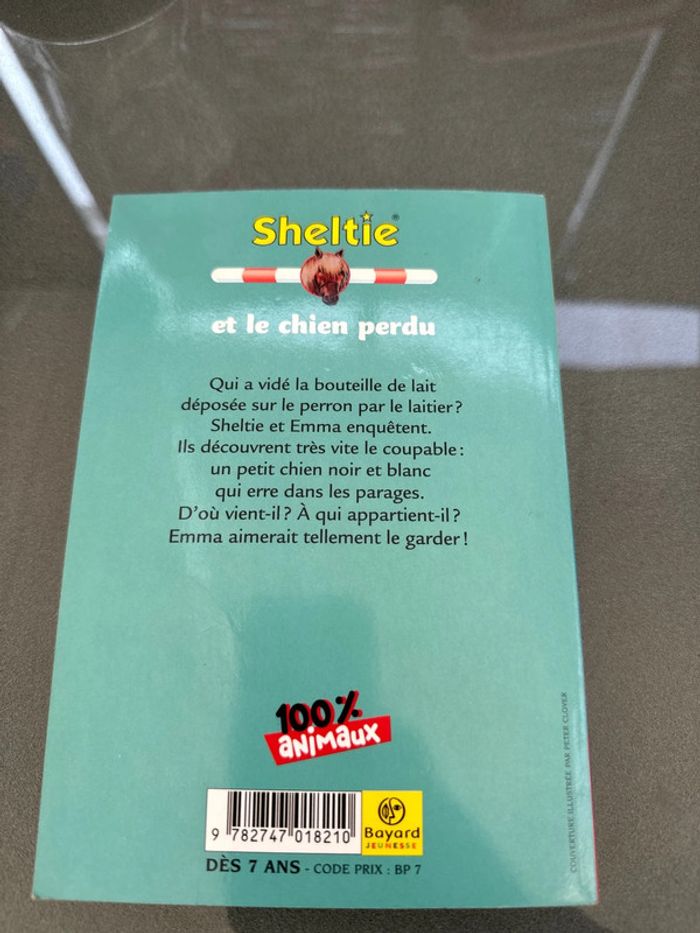 Sheltie®
et le chien perdu
Qui a vidé la bouteille de lait
déposée sur le perron par le laitier ?
Sheltie et Emma enquêtent.
Ils découvrent très vite le coupable :
un petit chien noir et blanc
qui erre dans les parages.
D'où vient-il ? À qui appartient-il ?
Emma aimerait tellement le garder !
100%
animaux
9 782747 018210
Bayard
JEUNESSE
DÈS 7 ANS - CODE PRIX : BP 7
COUVERTURE ILLUSTRÉE PAR PETER CLOVER